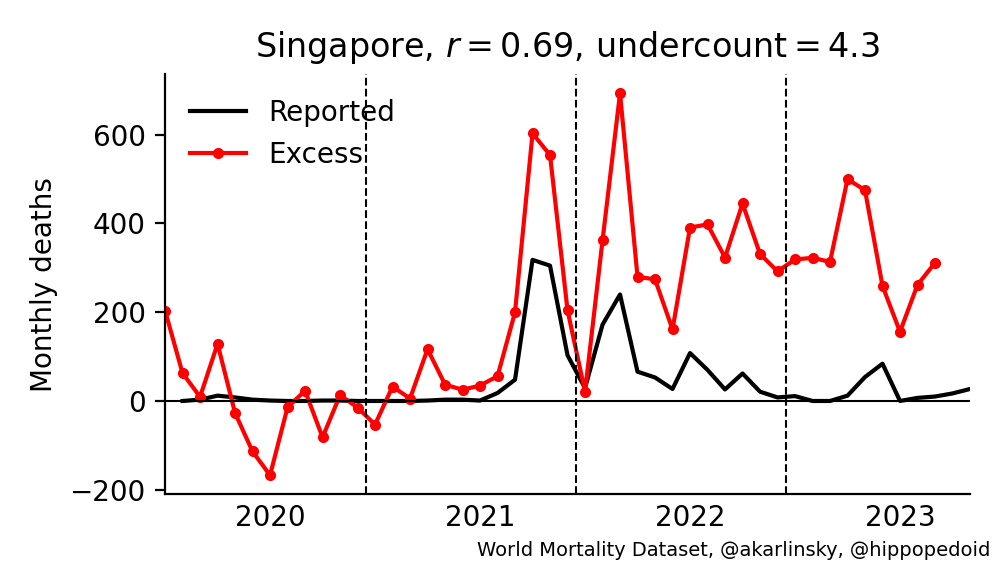 Singapore, r = 0.69, undercount = 4.3
Reported
Excess
Monthly deaths
600
400
200
0
−200
2020 2021 2022 2023
World Mortality Dataset, @akarlinsky, @hippopedoid